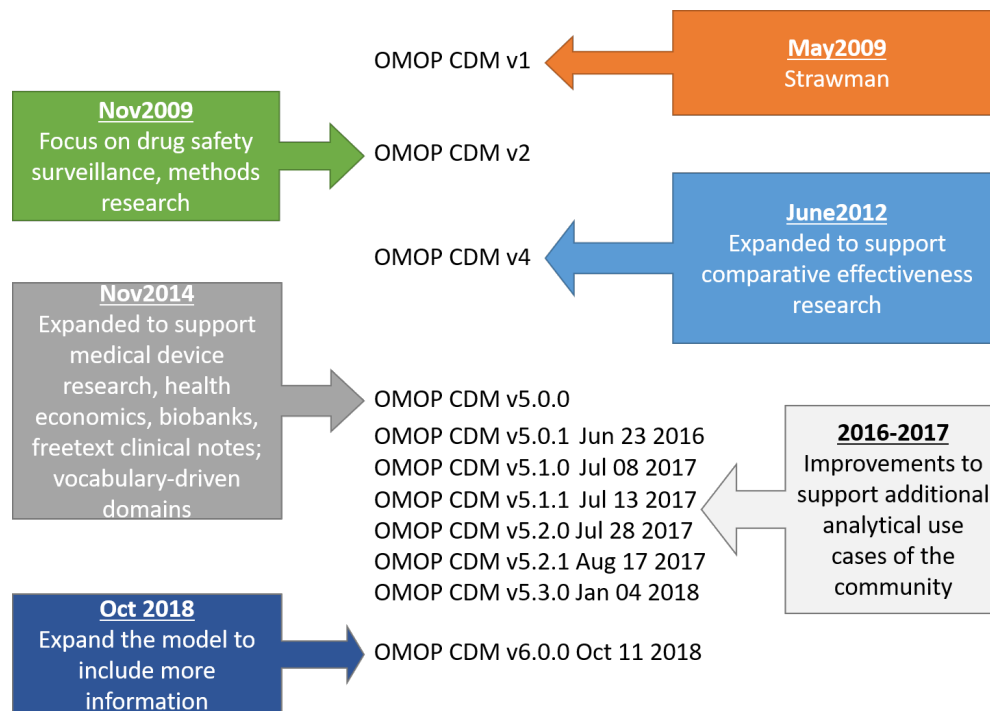 OMOP CDM v1
May2009
Strawman
Nov2009
Focus on drug safety
surveillance, methods
research
OMOP CDM v2
June2012
Expanded to support
comparative effectiveness
research
OMOP CDM v4
Nov2014
Expanded to support
medical device
research, health
economics, biobanks,
freetext clinical notes;
vocabulary-driven
domains
OMOP CDM v5.0.0
OMOP CDM v5.0.1 Jun 23 2016
OMOP CDM v5.1.0 Jul 08 2017
OMOP CDM v5.1.1 Jul 13 2017
OMOP CDM v5.2.0 Jul 28 2017
OMOP CDM v5.2.1 Aug 17 2017
OMOP CDM v5.3.0 Jan 04 2018
2016-2017
Improvements to
support additional
analytical use
cases of the
community
Oct 2018
Expand the model to
include more
information
OMOP CDM v6.0.0 Oct 11 2018